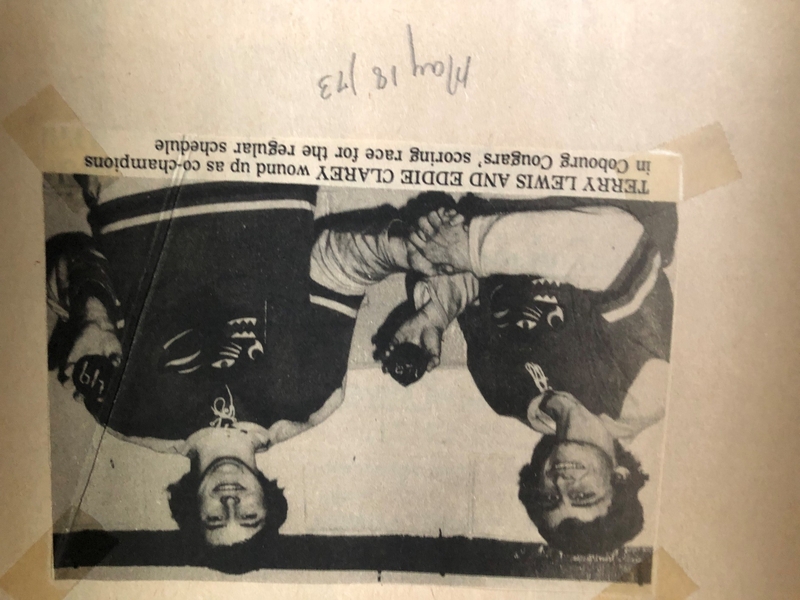 TERRY LEWIS AND EDDIE CLAREY wound up as co-champions
in Cobourg Cougars' scoring race for the regular schedule
May 18, /73